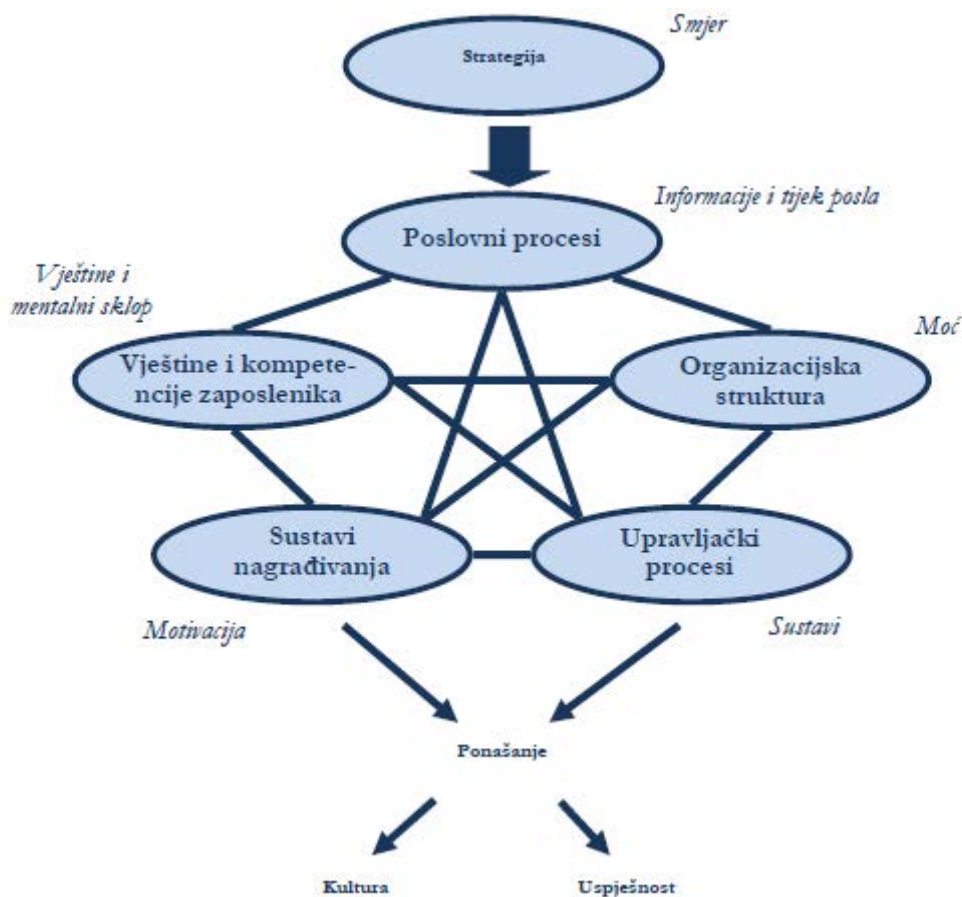 Smjer
Strategija
Informacije i tijek posla
Poslovni procesi
Vještine i
mentalni sklop
Moć
Vještine i kompete-
ncije zaposlenika
Organizacijska
struktura
Sustavi
nagrađivanja
Upravljački
procesi
Motivacija
Sustavi
Ponašanje
Kultura
Uspješnost